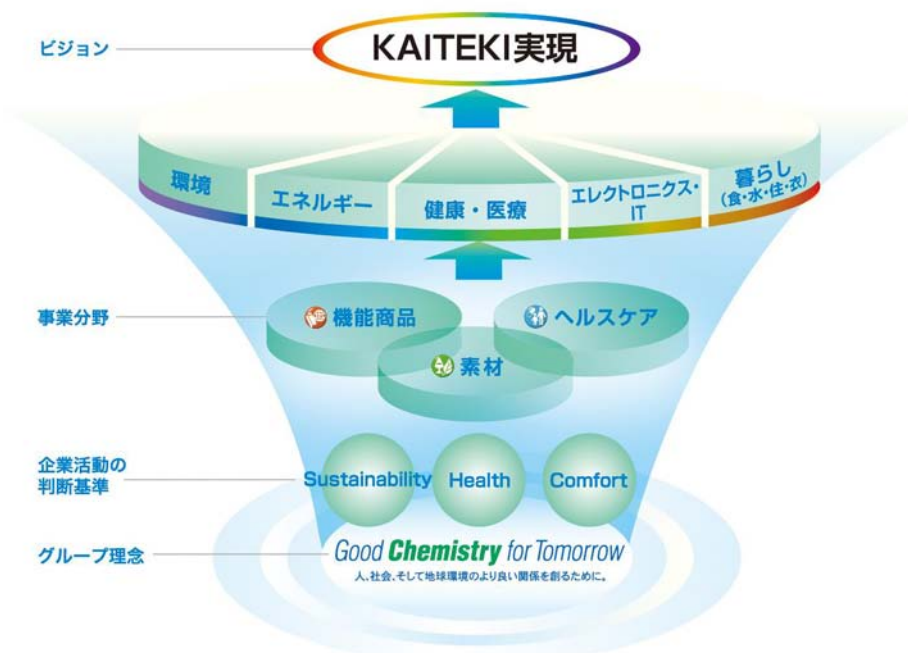 ビジョン
KAITEKI実現
環境
エネルギー
健康・医療
エレクトロニクス・
IT
暮らし
(食・水・住・衣)
事業分野
機能商品
ヘルスケア
素材
企業活動の
判断基準
Sustainability
Health
Comfort
グループ理念
Good Chemistry for Tomorrow
人、社会、そして地球環境のより良い関係を創るために。